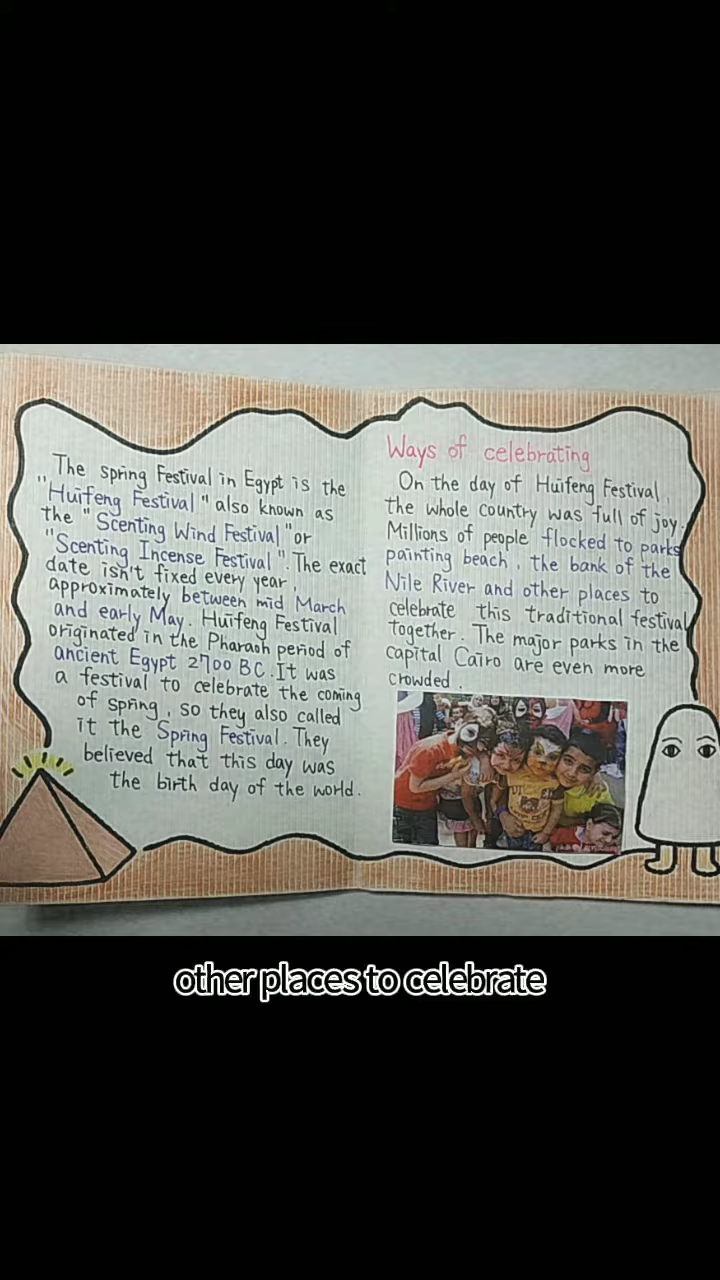 The spring Festival in Egypt is the
"Huifeng Festival" also known as
the "Scenting Wind Festival" or
"Scenting Incense Festival". The exact
date isn't fixed every year,
approximately between mid March
and early May. Huifeng Festival
originated in the Pharaoh period of
ancient Egypt 2700 BC. It was
a festival to celebrate the coming
of spring, so they also called
it the Spring Festival. They
believed that this day was
the birth day of the world.
Ways of celebrating
On the day of Huifeng Festival,
the whole country was full of joy.
Millions of people flocked to parks
painting beach, the bank of the
Nile River and other places to
celebrate this traditional festival
together. The major parks in the
capital Cairo are even more
crowded.
other places to celebrate